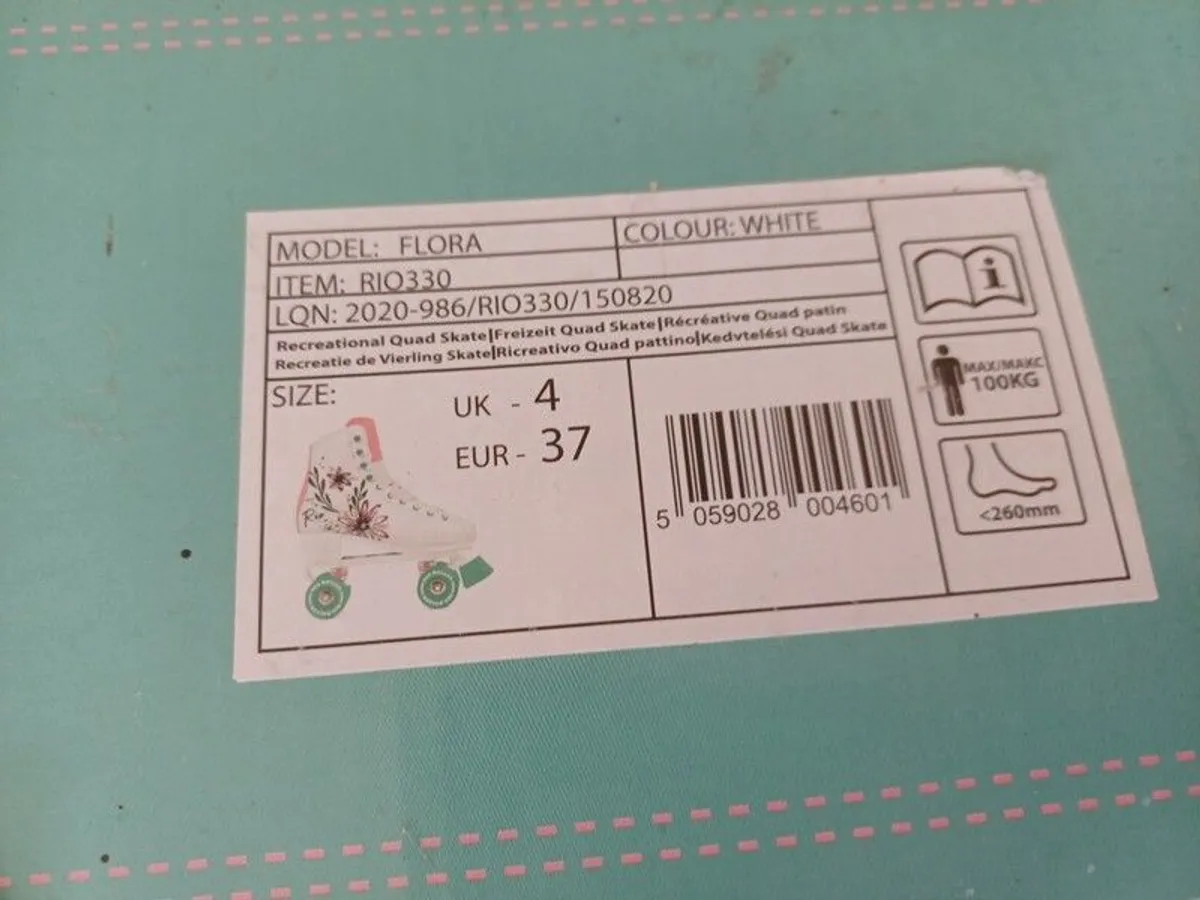 MODEL: FLORA
COLOUR: WHITE
ITEM: RIO330
LQN: 2020-986/RIO330/150820
Recreational Quad Skate|Freizeit Quad Skate|Récréative Quad patin
Recreatie de Vierling Skate|Ricreativo Quad pattino|Kedvtelési Quad Skate
SIZE:
UK - 4
EUR - 37
Rio
5 059028 004601
i
MAX/МАКС
100KG
<260mm